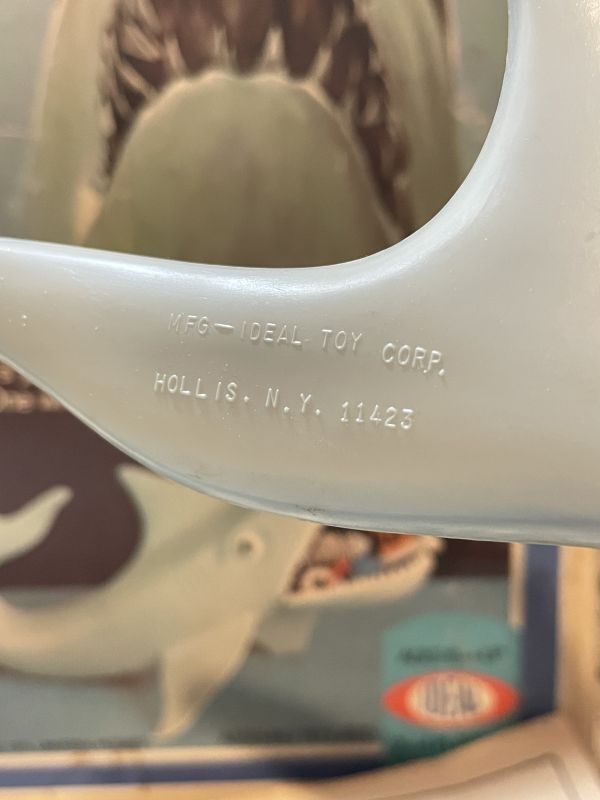 MFG—IDEAL TOY CORP.
HOLLIS. N.Y. 11423
IDEAL